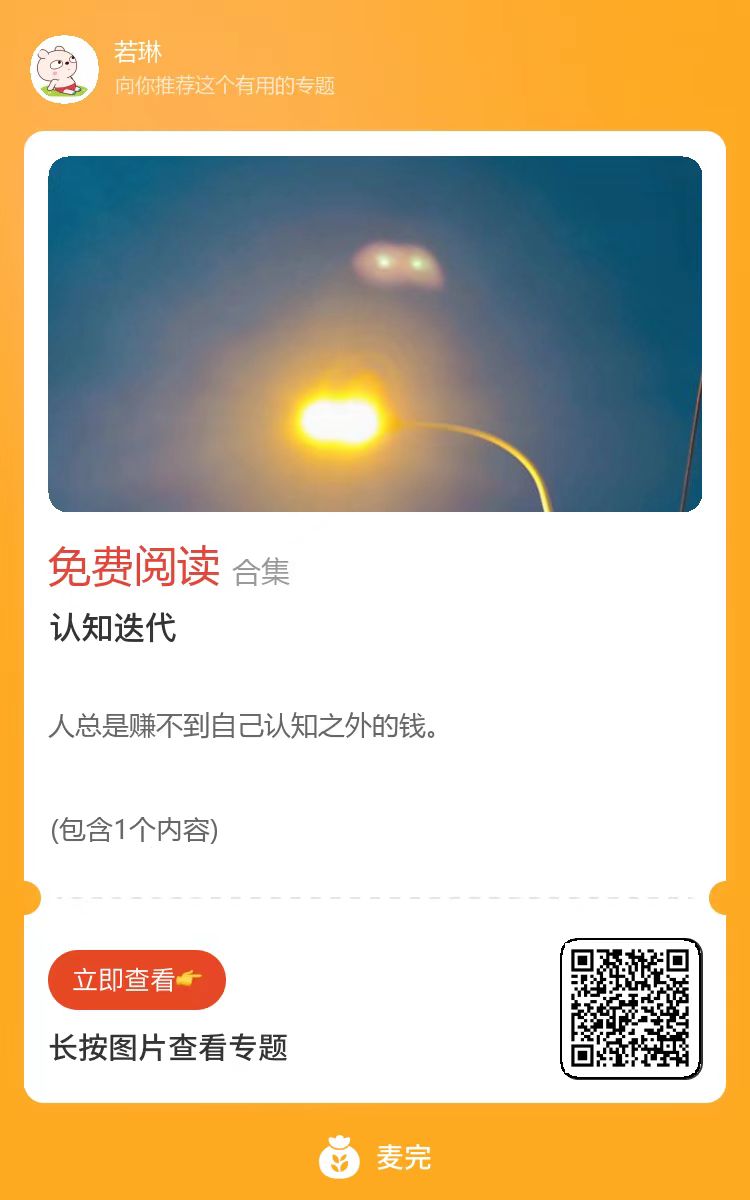 若琳
向你推荐这个有用的专题
免费阅读 合集
认知迭代
人总是赚不到自己认知之外的钱。
(包含1个内容)
立即查看👉
长按图片查看专题
麦完